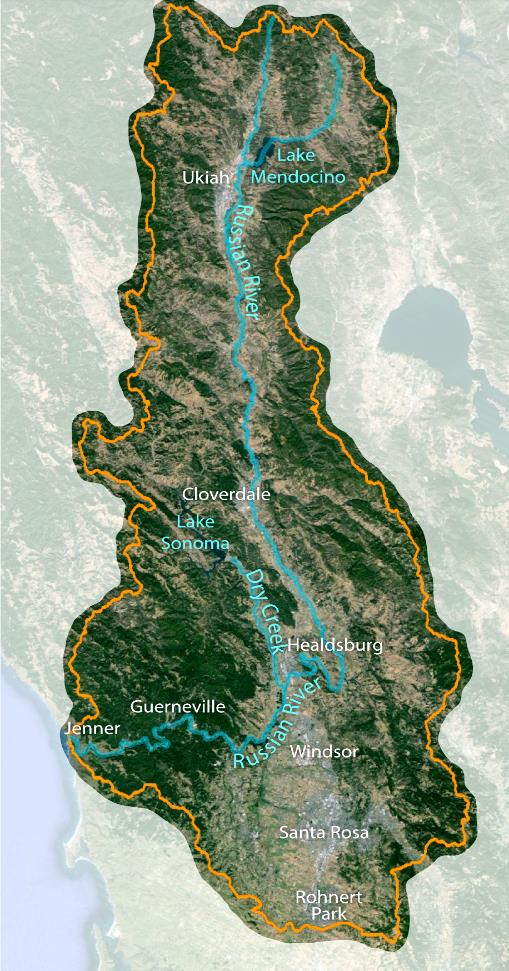 Lake
Mendocino
Ukiah
Russian River
Cloverdale
Lake
Sonoma
Dry Creek
Healdsburg
Guerneville
Russian River
Jenner
Windsor
Santa Rosa
Rohnert
Park